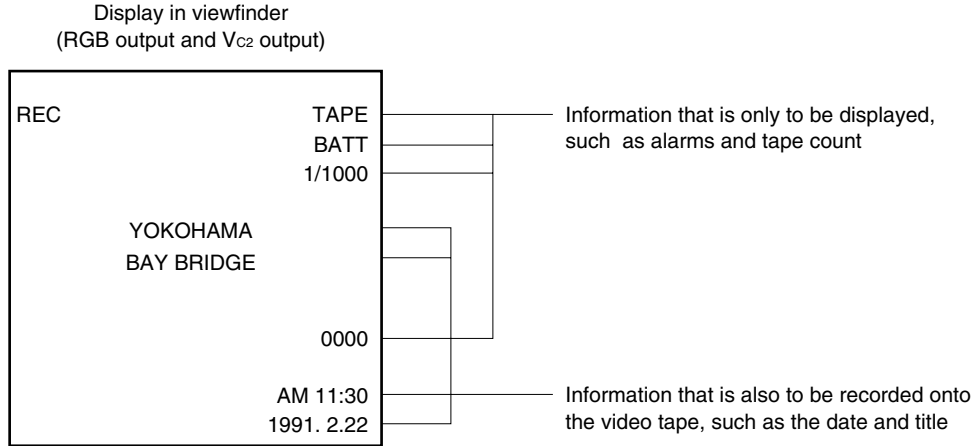 Display in viewfinder
(RGB output and VC2 output)
REC
TAPE
BATT
1/1000
YOKOHAMA
BAY BRIDGE
0000
AM 11:30
1991. 2.22
Information that is only to be displayed,
such as alarms and tape count
Information that is also to be recorded onto
the video tape, such as the date and title